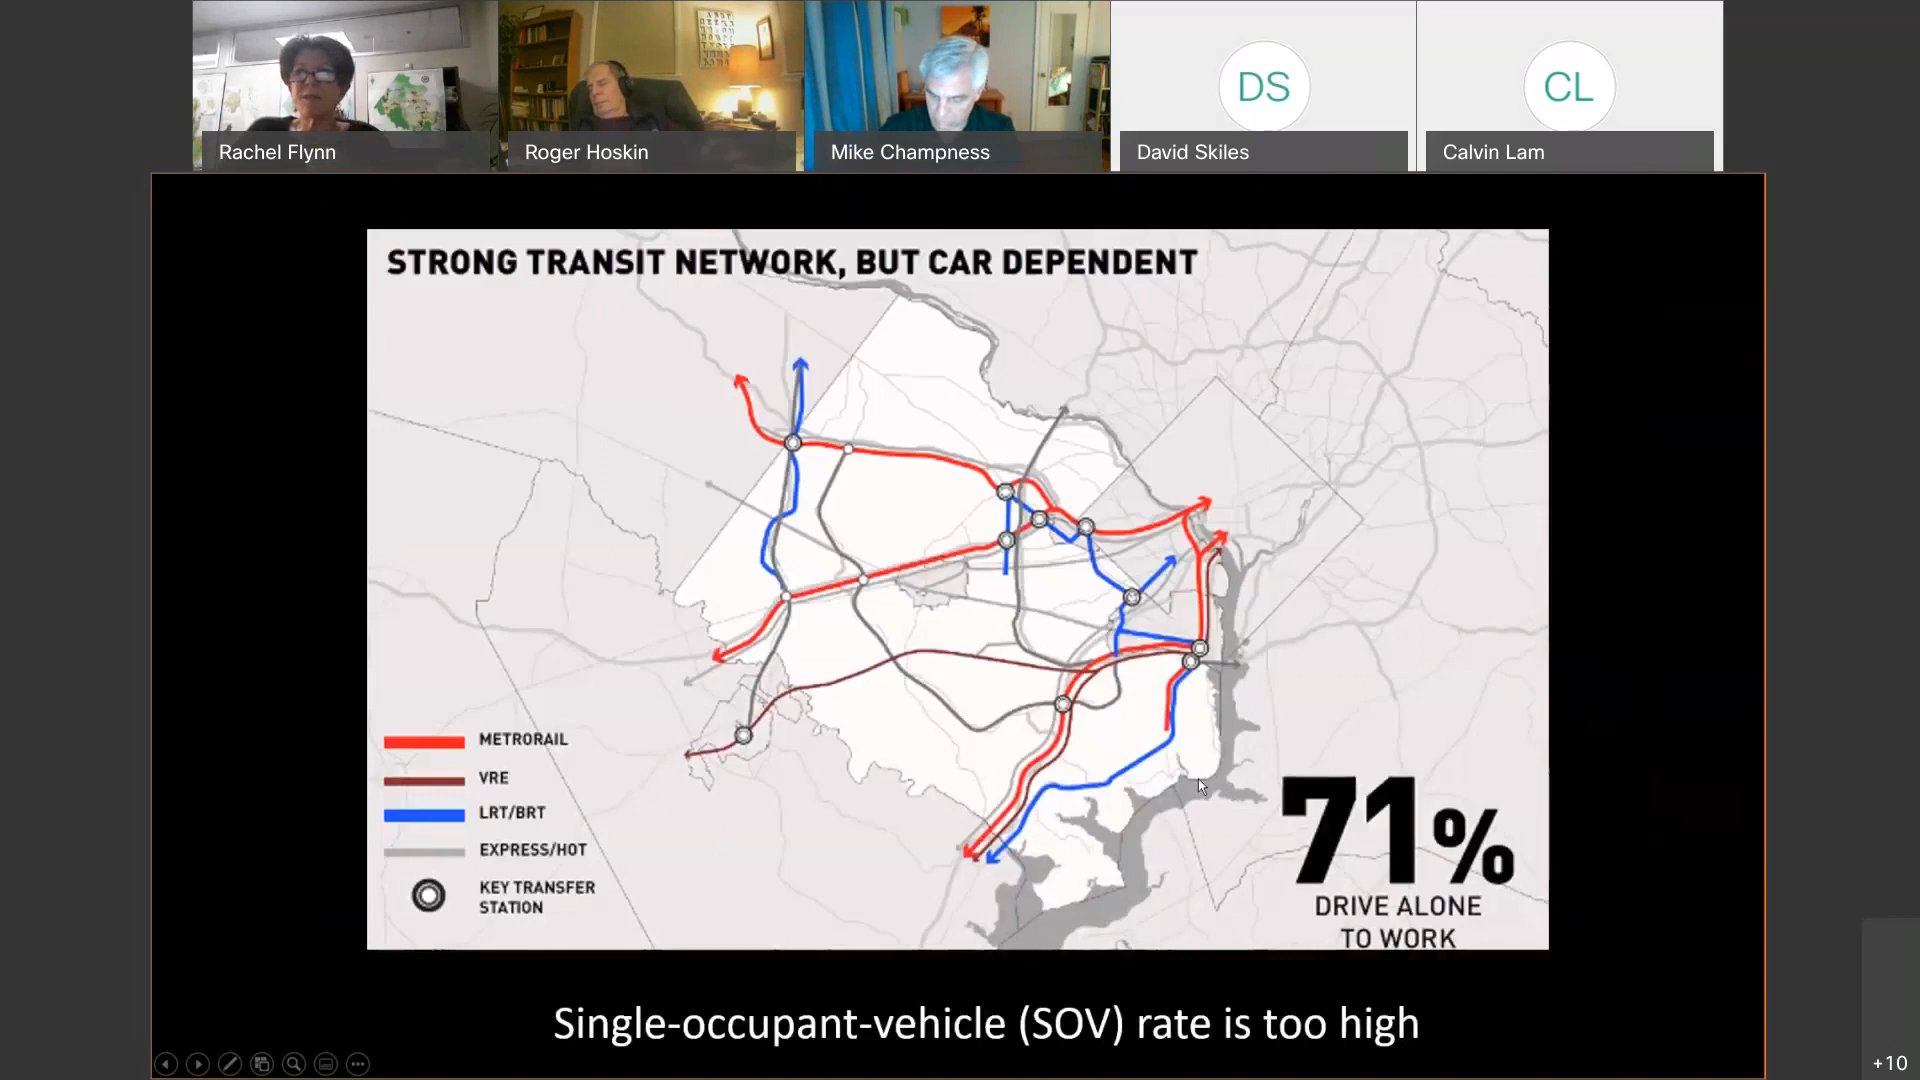 Rachel Flynn
Roger Hoskin
Mike Champness
DS
David Skiles
CL
Calvin Lam
STRONG TRANSIT NETWORK, BUT CAR DEPENDENT
METRORAIL
VRE
LRT/BRT
EXPRESS/HOT
KEY TRANSFER
STATION
71%
DRIVE ALONE
TO WORK
Single-occupant-vehicle (SOV) rate is too high
+10